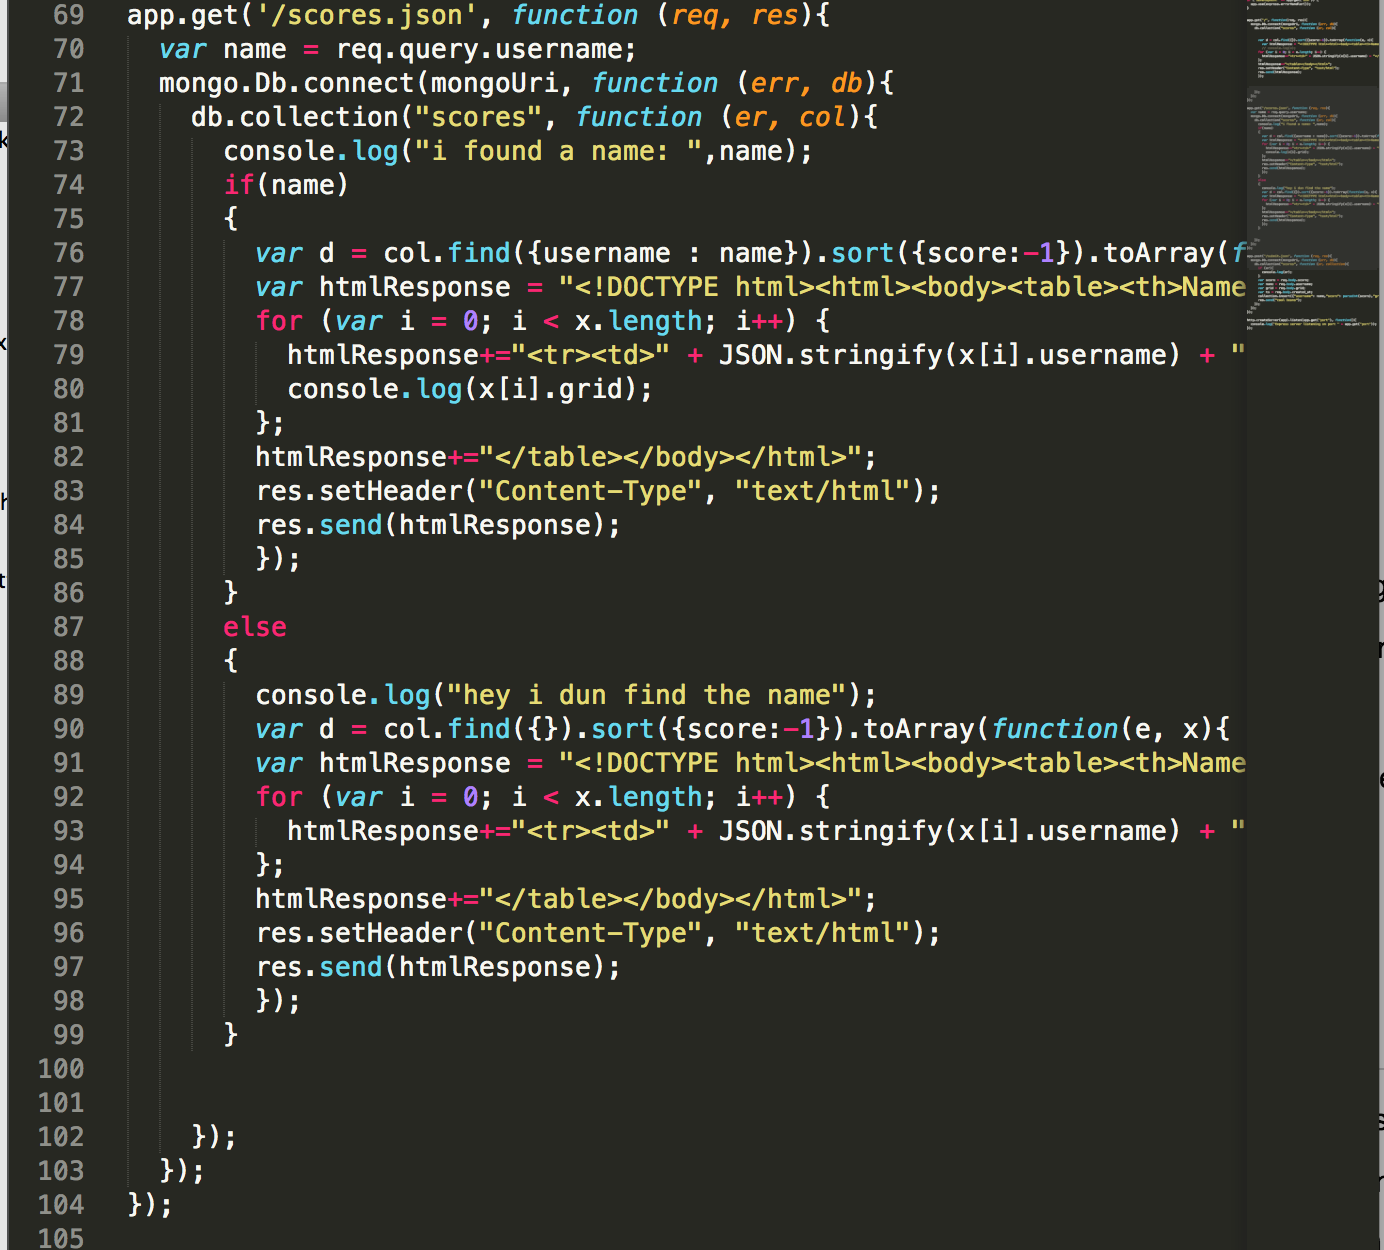 69 app.get('/scores.json', function (req, res){
70 var name = req.query.username;
71 mongo.Db.connect(mongoUri, function (err, db){
72 db.collection("scores", function (er, col){
73 console.log("i found a name: ",name);
74 if(name)
75 {
76 var d = col.find({username : name}).sort({score:-1}).toArray(f
77 var htmlResponse = "<!DOCTYPE html><html><body><table><th>Name
78 for (var i = 0; i < x.length; i++) {
79 htmlResponse+="<tr><td>" + JSON.stringify(x[i].username) + "
80 console.log(x[i].grid);
81 };
82 htmlResponse+="</table></body></html>";
83 res.setHeader("Content-Type", "text/html");
84 res.send(htmlResponse);
85 });
86 }
87 else
88 {
89 console.log("hey i dun find the name");
90 var d = col.find({}).sort({score:-1}).toArray(function(e, x){
91 var htmlResponse = "<!DOCTYPE html><html><body><table><th>Name
92 for (var i = 0; i < x.length; i++) {
93 htmlResponse+="<tr><td>" + JSON.stringify(x[i].username) + "
94 };
95 htmlResponse+="</table></body></html>";
96 res.setHeader("Content-Type", "text/html");
97 res.send(htmlResponse);
98 });
99 }
100
101
102 });
103 });
104 });
105